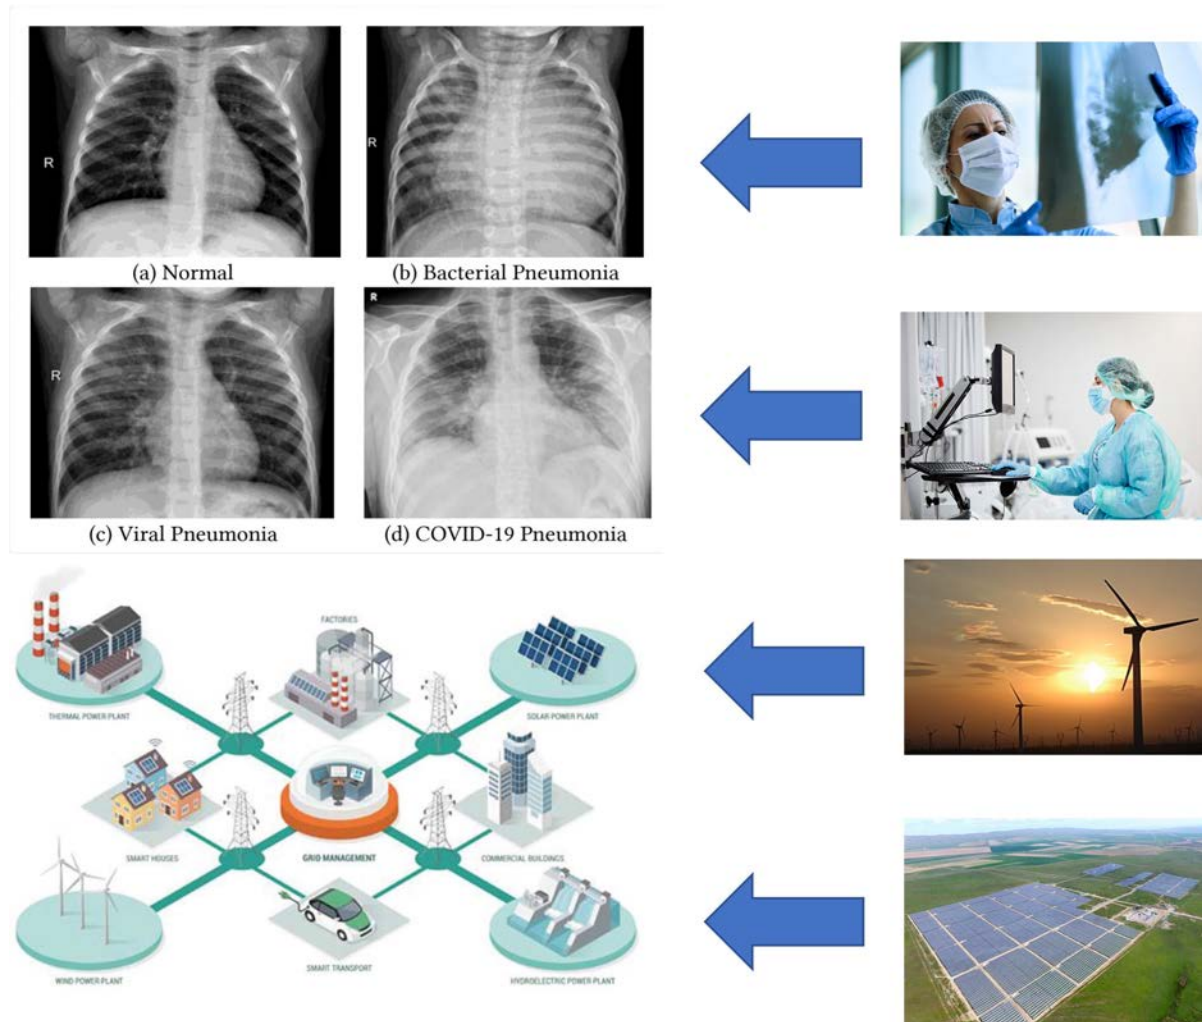 R
R
(a) Normal
(b) Bacterial Pneumonia
R
R
(c) Viral Pneumonia
(d) COVID-19 Pneumonia
FACTORIES
THERMAL POWER PLANT
SOLAR POWER PLANT
SMART HOUSES
GRID MANAGEMENT
COMMERCIAL BUILDINGS
WIND POWER PLANT
SMART TRANSPORT
HYDROELECTRIC POWER PLANT